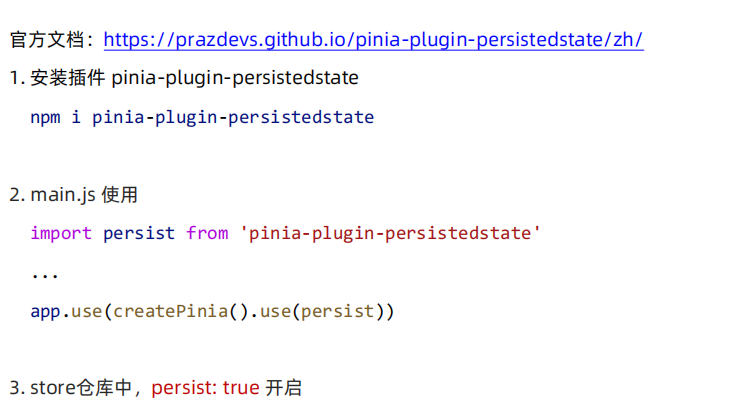 官方文档：https://prazdevs.github.io/pinia-plugin-persistedstate/zh/
1. 安装插件 pinia-plugin-persistedstate
npm i pinia-plugin-persistedstate
2. main.js 使用
import persist from 'pinia-plugin-persistedstate'
...
app.use(createPinia().use(persist))
3. store仓库中，persist: true 开启